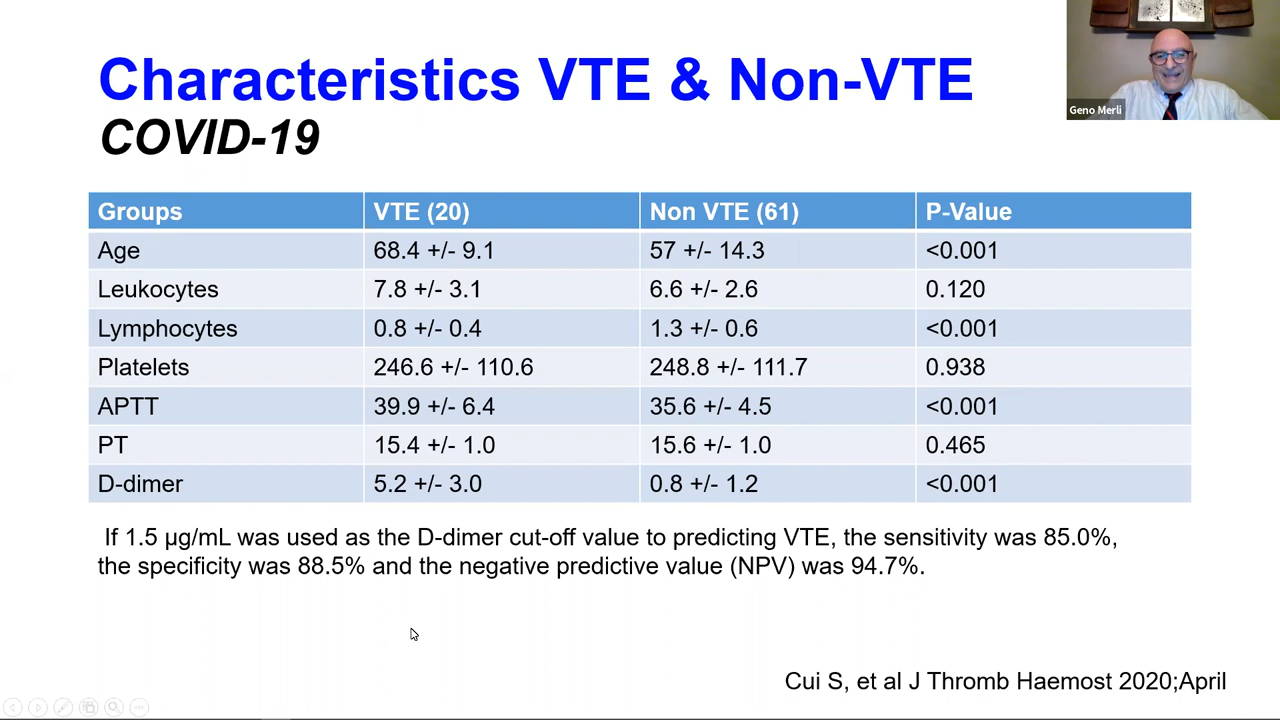 Characteristics VTE & Non-VTE
COVID-19
Geno Merli
Groups VTE (20) Non VTE (61) P-Value
Age 68.4 +/- 9.1 57 +/- 14.3 <0.001
Leukocytes 7.8 +/- 3.1 6.6 +/- 2.6 0.120
Lymphocytes 0.8 +/- 0.4 1.3 +/- 0.6 <0.001
Platelets 246.6 +/- 110.6 248.8 +/- 111.7 0.938
APTT 39.9 +/- 6.4 35.6 +/- 4.5 <0.001
PT 15.4 +/- 1.0 15.6 +/- 1.0 0.465
D-dimer 5.2 +/- 3.0 0.8 +/- 1.2 <0.001
If 1.5 μg/mL was used as the D-dimer cut-off value to predicting VTE, the sensitivity was 85.0%,
the specificity was 88.5% and the negative predictive value (NPV) was 94.7%.
Cui S, et al J Thromb Haemost 2020;April